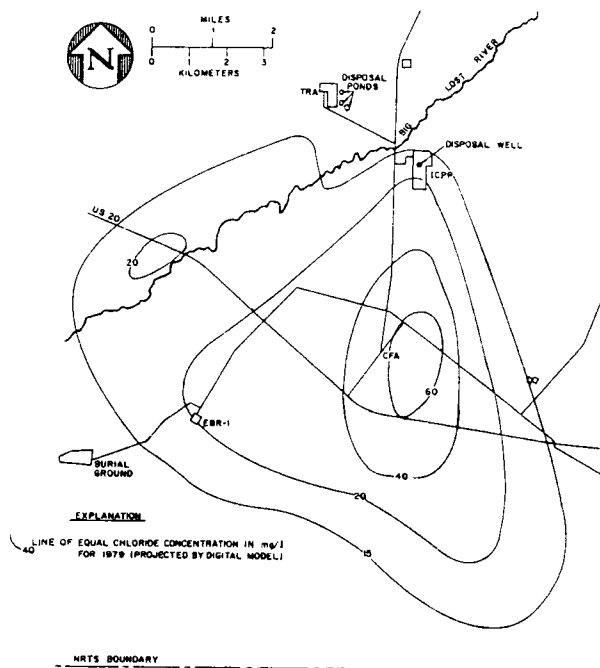 MILES
0 1 2
N
0 1 2 3
KILOMETERS
DISPOSAL
PONDS
TRA
BIG LOST RIVER
DISPOSAL WELL
ICPP
US 20
20
CFA
60
EBR-1
40
BURIAL
GROUND
20
EXPLANATION
15
40 LINE OF EQUAL CHLORIDE CONCENTRATION IN mg/l
FOR 1979 (PROJECTED BY DIGITAL MODEL)
NRTS BOUNDARY